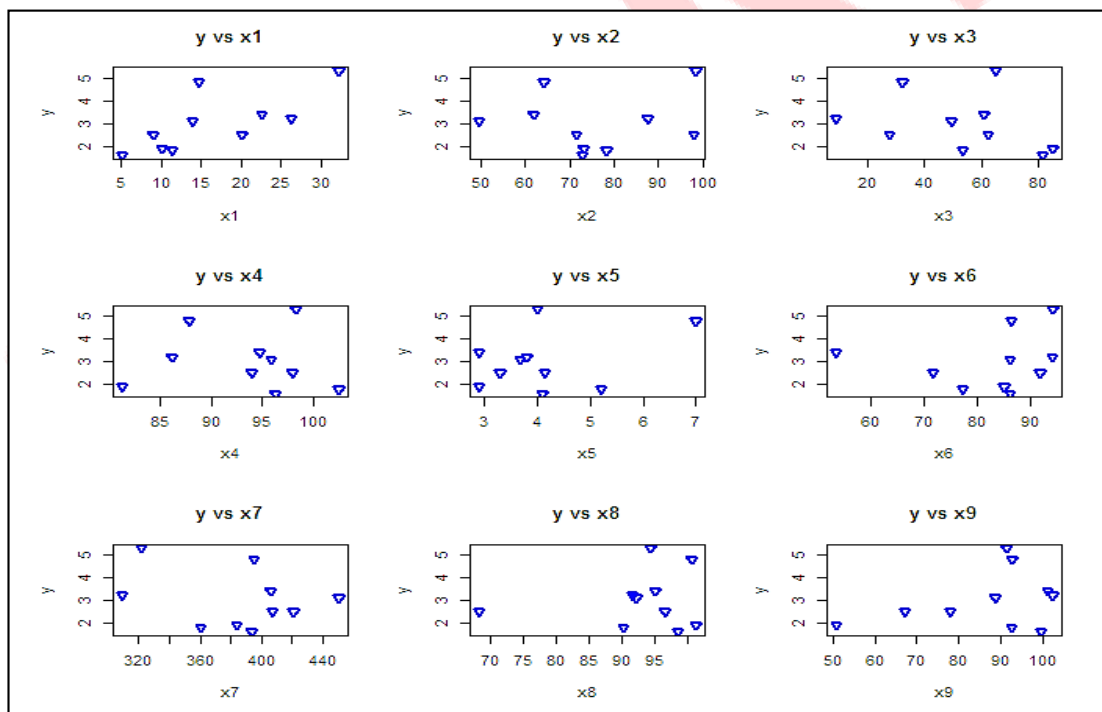 y vs x1
y vs x2
y vs x3
y
5
4
3
2
y
5
4
3
2
y
5
4
3
2
5 10 15 20 25 30
50 60 70 80 90 100
20 40 60 80
x1
x2
x3
y vs x4
y vs x5
y vs x6
y
5
4
3
2
y
5
4
3
2
y
5
4
3
2
85 90 95 100
3 4 5 6 7
60 70 80 90
x4
x5
x6
y vs x7
y vs x8
y vs x9
y
5
4
3
2
y
5
4
3
2
y
5
4
3
2
320 360 400 440
70 75 80 85 90 95
50 60 70 80 90 100
x7
x8
x9